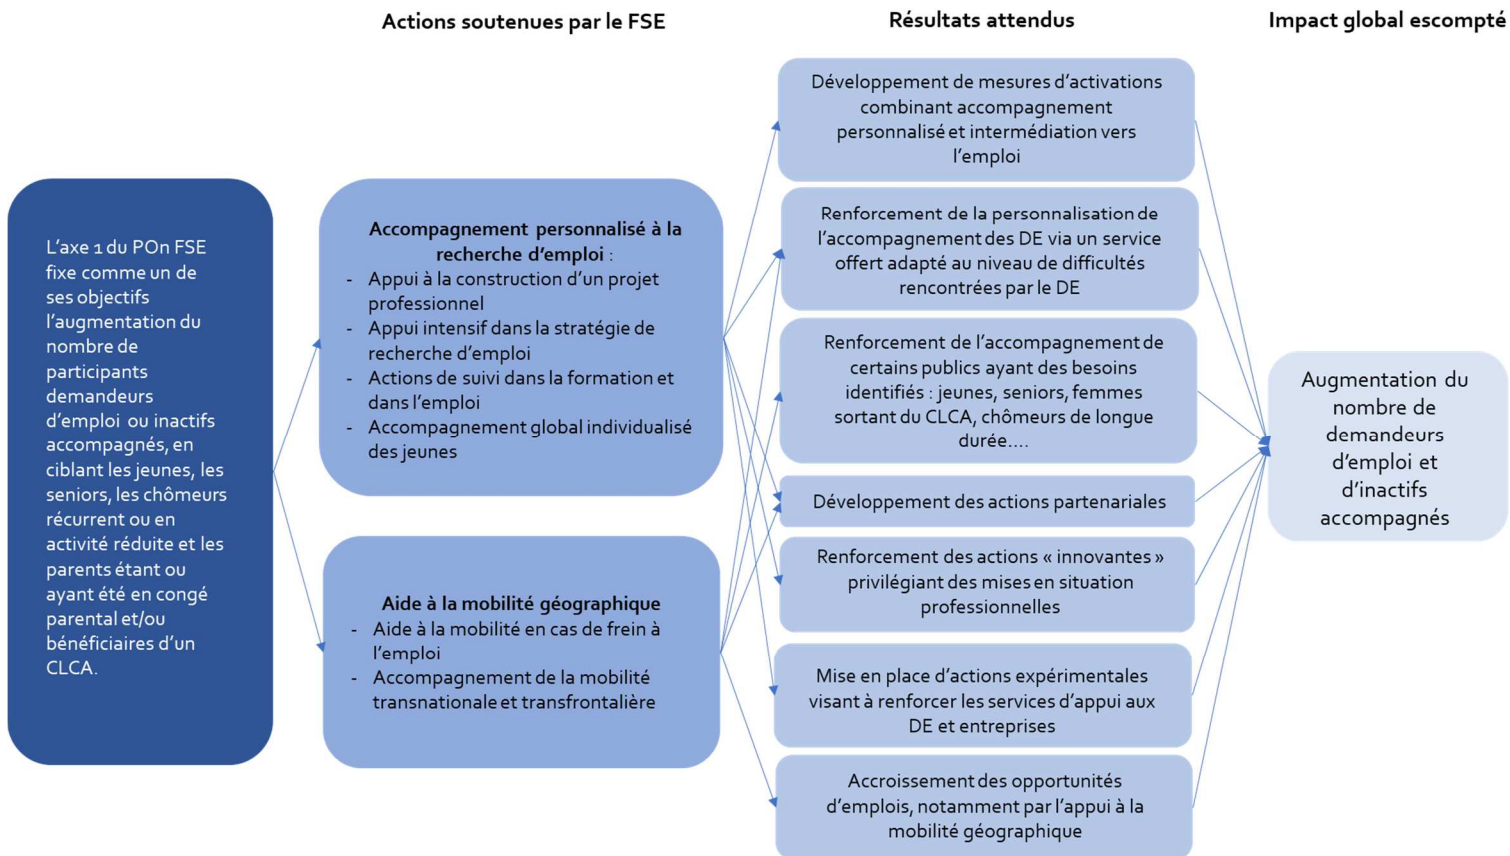 Actions soutenues par le FSE
Résultats attendus
Impact global escompté
L'axe 1 du POn FSE
fixe comme un de
ses objectifs
l'augmentation du
nombre de
participants
demandeurs
d'emploi ou inactifs
accompagnés, en
ciblant les jeunes, les
seniors, les chômeurs
récurrent ou en
activité réduite et les
parents étant ou
ayant été en congé
parental et/ou
bénéficiaires d'un
CLCA.
Accompagnement personnalisé à la
recherche d'emploi :
- Appui à la construction d'un projet
professionnel
- Appui intensif dans la stratégie de
recherche d'emploi
- Actions de suivi dans la formation et
dans l'emploi
- Accompagnement global individualisé
des jeunes
Aide à la mobilité géographique
- Aide à la mobilité en cas de frein à
l'emploi
- Accompagnement de la mobilité
transnationale et transfrontalière
Développement de mesures d'activations
combinant accompagnement
personnalisé et intermédiation vers
l'emploi
Renforcement de la personnalisation de
l'accompagnement des DE via un service
offert adapté au niveau de difficultés
rencontrées par le DE
Renforcement de l'accompagnement de
certains publics ayant des besoins
identifiés : jeunes, seniors, femmes
sortant du CLCA, chômeurs de longue
durée....
Développement des actions partenariales
Renforcement des actions « innovantes »
privilégiant des mises en situation
professionnelles
Mise en place d'actions expérimentales
visant à renforcer les services d'appui aux
DE et entreprises
Accroissement des opportunités
d'emplois, notamment par l'appui à la
mobilité géographique
Augmentation du
nombre de
demandeurs
d'emploi et
d'inactifs
accompagnés